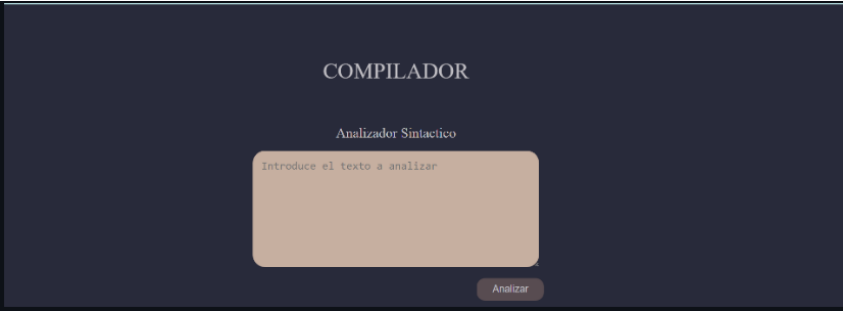 COMPILADOR
Analizador Sintactico
Introduce el texto a analizar
Analizar